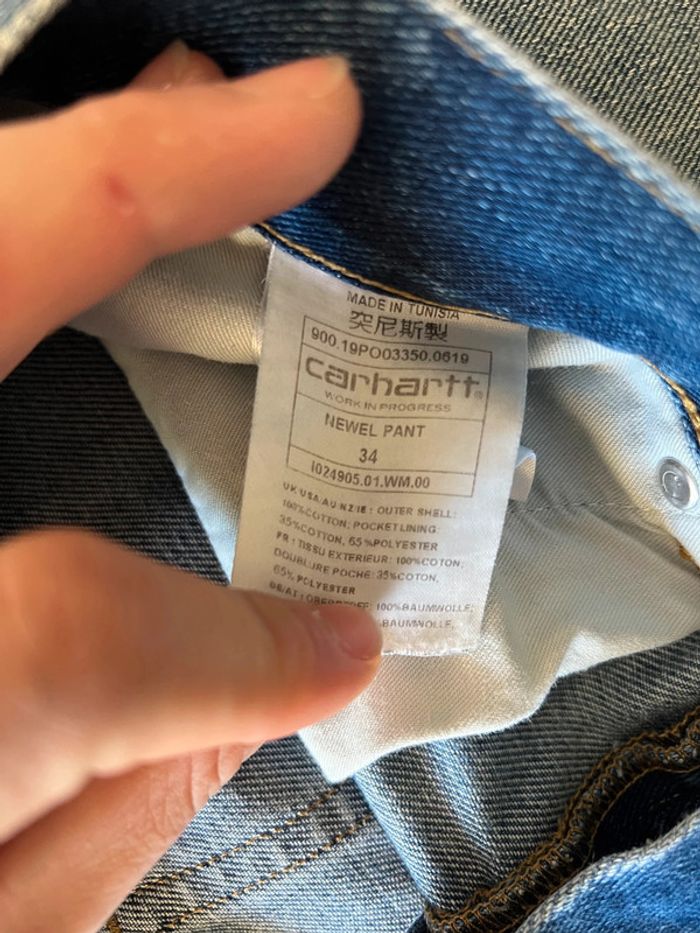 MADE IN TUNISIA
突尼斯製
900.19PO03350.0619
carhartt®
WORK IN PROGRESS
NEWEL PANT
34
I024905.01.WM.00
UK/USA/AU/NZ/IE: OUTER SHELL:
100%COTTON; POCKETLINING:
35%COTTON, 65%POLYESTER
FR: TISSU EXTERIEUR: 100%COTON,
DOUBLURE POCHE: 35%COTON,
65% POLYESTER
100%BAUMWOLLE;
BAUMWOLLE,